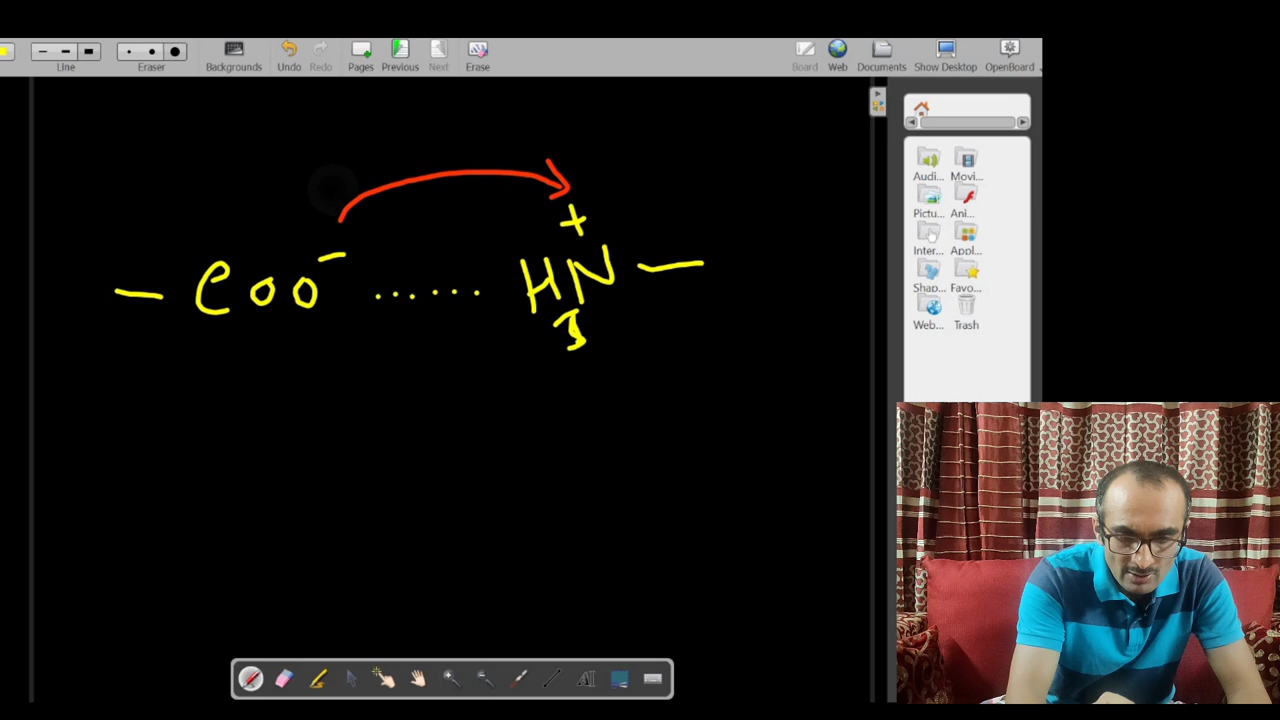 Line Eraser Backgrounds Undo Redo Pages Previous Next Erase Board Web Documents Show Desktop OpenBoard
Audi... Movi...
Pictu... Ani...
Inter... Appl...
Shap... Favo...
Web... Trash
+
– COO⁻ ...... HN –
3
AI